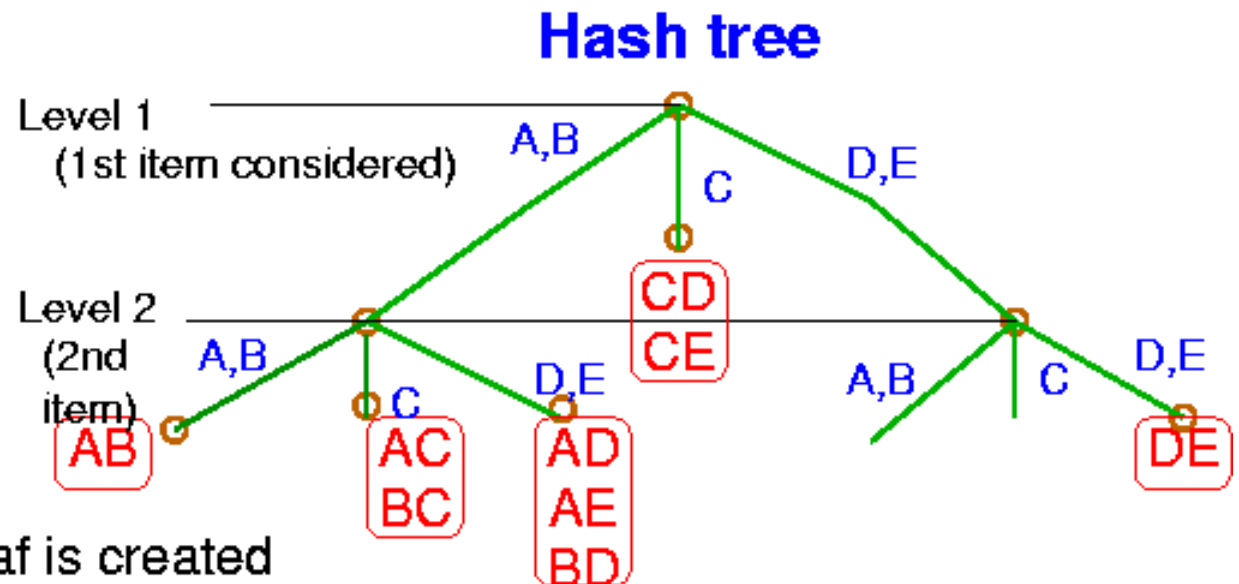 Hash tree
Level 1
(1st item considered)
A,B
C
D,E
CD
CE
Level 2
(2nd
item)
A,B
C
D,E
A,B
C
D,E
AB
AC
BC
AD
AE
BD
DE
af is created